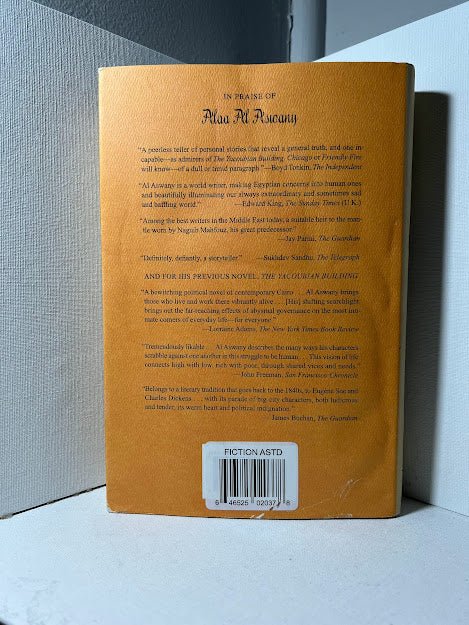 IN PRAISE OF
Alaa Al Aswany
"A peerless teller of personal stories that reveal a general truth, and one in-
capable—as admirers of The Yacoubian Building, Chicago or Friendly Fire
will know—of a dull or timid paragraph." —Boyd Tonkin, The Independent
"Al Aswany is a world writer, making Egyptian concerns into human ones
and beautifully illuminating our always extraordinary and sometimes sad
and baffling world." —Edward King, The Sunday Times (U.K.)
"Among the best writers in the Middle East today, a suitable heir to the man-
tle worn by Naguib Mahfouz, his great predecessor."
—Jay Parini, The Guardian
"Definitely, defiantly, a storyteller." —Sukhdev Sandhu, The Telegraph
AND FOR HIS PREVIOUS NOVEL, THE YACOUBIAN BUILDING
"A bewitching political novel of contemporary Cairo . . . Al Aswany brings
those who live and work there vibrantly alive . . . [His] shifting searchlight
brings out the far-reaching effects of abysmal governance on the most inti-
mate corners of everyday life—for everyone."
—Lorraine Adams, The New York Times Book Review
"Tremendously likable . . . Al Aswany describes the many ways his characters
scrabble against one another in this struggle to be human. . . This vision of life
connects high with low, rich with poor, through shared vices and needs."
—John Freeman, San Francisco Chronicle
"Belongs to a literary tradition that goes back to the 1840s, to Eugène Sue and
Charles Dickens . . . with its parade of big-city characters, both ludicrous
and tender, its warm heart and political indignation."
—James Buchan, The Guardian
FICTION ASTD
6 46525 02037 8